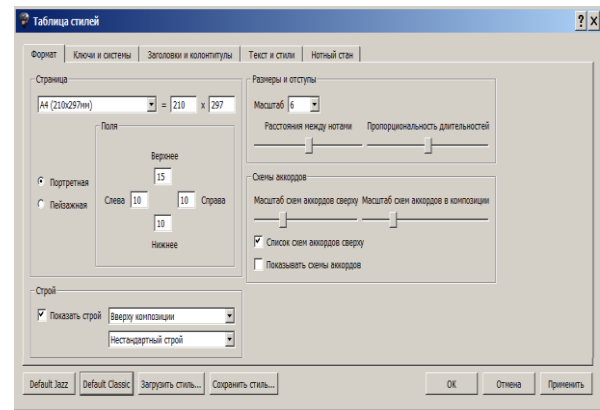 Таблица стилей
Формат Ключи и системы Заголовки и колонтитулы Текст и стили Нотный стан
Страница
A4 (210x297мм) = 210 x 297
Поля
Верхнее
15
Портретная
Пейзажная
Слева 10 10 Справа
10
Нижнее
Строй
Показать строй Вверху композиции
Нестандартный строй
Размеры и отступы
Масштаб 6
Расстояния между нотами Пропорциональность длительностей
Схемы аккордов
Масштаб схем аккордов сверху Масштаб схем аккордов в композиции
Список схем аккордов сверху
Показывать схемы аккордов
Default Jazz Default Classic Загрузить стиль... Сохранить стиль... OK Отмена Применить